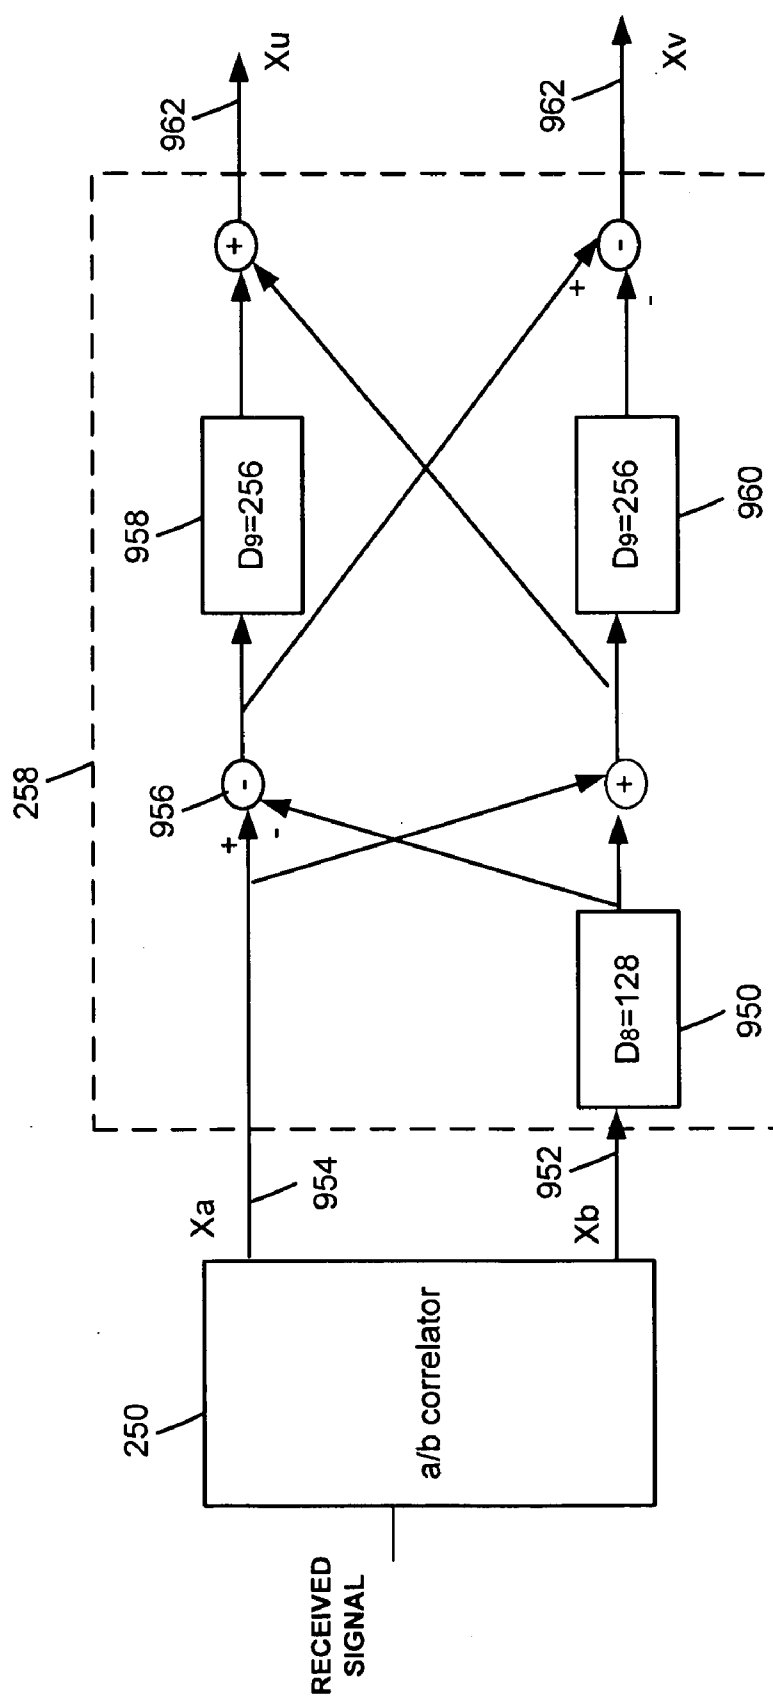 RECEIVED
SIGNAL
250
a/b correlator
Xa
954
Xb
952
258
D8=128
950
+
-
956
-
+
958
D9=256
D9=256
960
+
+
-
-
962
Xu
962
Xv